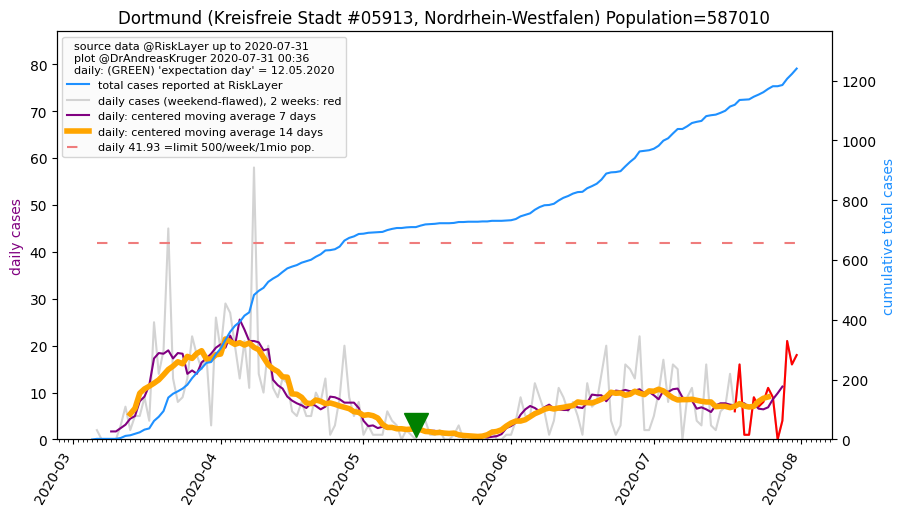 Dortmund (Kreisfreie Stadt #05913, Nordrhein-Westfalen) Population=587010
source data @RiskLayer up to 2020-07-31
plot @DrAndreasKruger 2020-07-31 00:36
daily: (GREEN) 'expectation day' = 12.05.2020
total cases reported at RiskLayer
daily cases (weekend-flawed), 2 weeks: red
daily: centered moving average 7 days
daily: centered moving average 14 days
daily 41.93 =limit 500/week/1mio pop.
daily cases
80
70
60
50
40
30
20
10
0
cumulative total cases
1200
1000
800
600
400
200
0
2020-03
2020-04
2020-05
2020-06
2020-07
2020-08